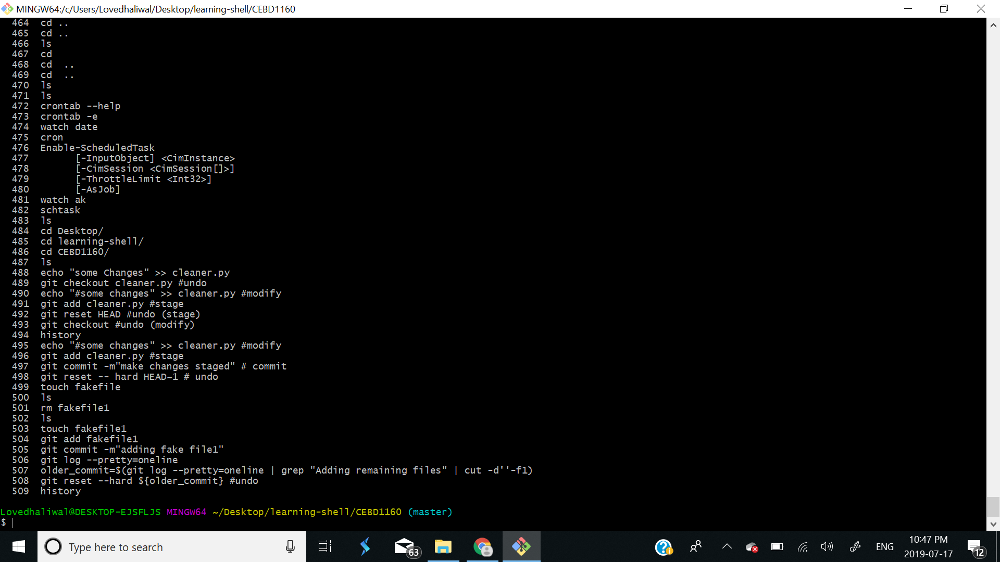 MINGW64:/c/Users/Lovedhaliwal/Desktop/learning-shell/CEBD1160
464 cd ..
465 cd ..
466 ls
467 cd
468 cd  ..
469 cd  ..
470 ls
471 ls
472 crontab --help
473 crontab -e
474 watch date
475 cron
476 Enable-ScheduledTask
477       [-InputObject] <CimInstance>
478       [-CimSession <CimSession[]>]
479       [-ThrottleLimit <Int32>]
480       [-AsJob]
481 watch ak
482 schtask
483 ls
484 cd Desktop/
485 cd learning-shell/
486 cd CEBD1160/
487 ls
488 echo "some Changes" >> cleaner.py
489 git checkout cleaner.py #undo
490 echo "#some changes" >> cleaner.py #modify
491 git add cleaner.py #stage
492 git reset HEAD #undo (stage)
493 git checkout #undo (modify)
494 history
495 echo "#some changes" >> cleaner.py #modify
496 git add cleaner.py #stage
497 git commit -m"make changes staged" # commit
498 git reset -- hard HEAD~1 # undo
499 touch fakefile
500 ls
501 rm fakefile1
502 ls
503 touch fakefile1
504 git add fakefile1
505 git commit -m"adding fake file1"
506 git log --pretty=oneline
507 older_commit=$(git log --pretty=oneline | grep "Adding remaining files" | cut -d''-f1)
508 git reset --hard ${older_commit} #undo
509 history
Lovedhaliwal@DESKTOP-EJSFLJS MINGW64 ~/Desktop/learning-shell/CEBD1160 (master)
$
Type here to search
63
ENG
10:47 PM
2019-07-17
12